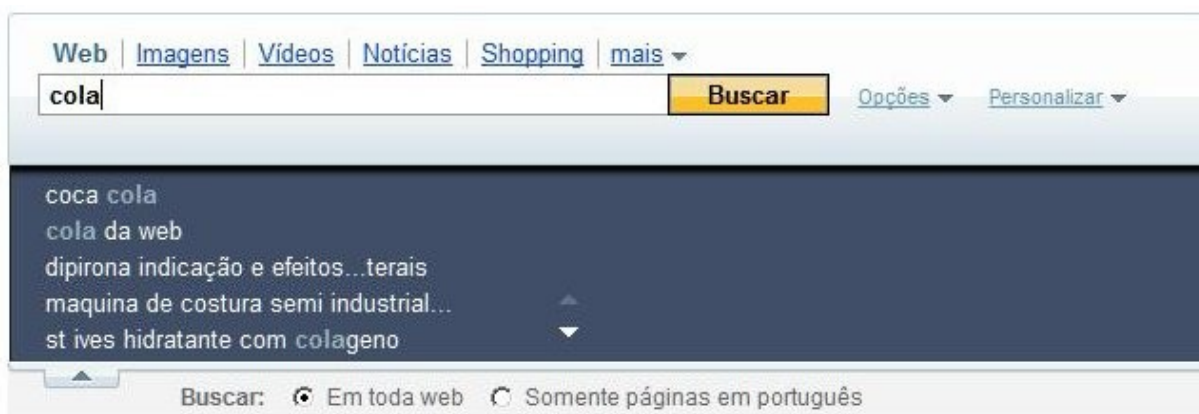 Web Imagens Vídeos Notícias Shopping mais
cola Buscar Opções Personalizar
coca cola
cola da web
dipirona indicação e efeitos...terais
maquina de costura semi industrial...
st ives hidratante com colageno
Buscar: Em toda web Somente páginas em português